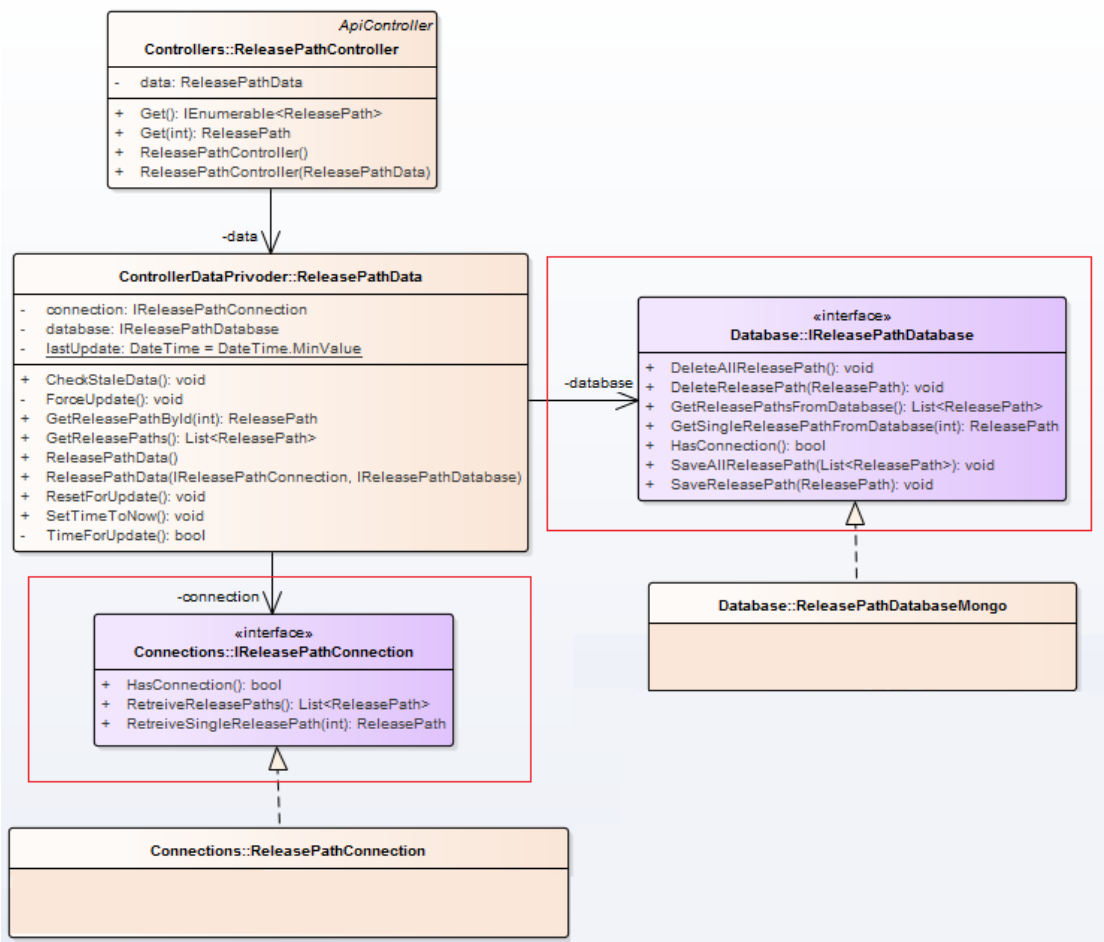 ApiController
Controllers::ReleasePathController
- data: ReleasePathData
+ Get(): IEnumerable<ReleasePath>
+ Get(int): ReleasePath
+ ReleasePathController()
+ ReleasePathController(ReleasePathData)
-data
ControllerDataPrivoder::ReleasePathData
- connection: IReleasePathConnection
- database: IReleasePathDatabase
- lastUpdate: DateTime = DateTime.MinValue
+ CheckStaleData(): void
- ForceUpdate(): void
+ GetReleasePathById(int): ReleasePath
+ GetReleasePaths(): List<ReleasePath>
+ ReleasePathData()
+ ReleasePathData(IReleasePathConnection, IReleasePathDatabase)
+ ResetForUpdate(): void
+ SetTimeToNow(): void
- TimeForUpdate(): bool
-database
«interface»
Database::IReleasePathDatabase
+ DeleteAllReleasePath(): void
+ DeleteReleasePath(ReleasePath): void
+ GetReleasePathsFromDatabase(): List<ReleasePath>
+ GetSingleReleasePathFromDatabase(int): ReleasePath
+ HasConnection(): bool
+ SaveAllReleasePath(List<ReleasePath>): void
+ SaveReleasePath(ReleasePath): void
Database::ReleasePathDatabaseMongo
-connection
«interface»
Connections::IReleasePathConnection
+ HasConnection(): bool
+ RetreiveReleasePaths(): List<ReleasePath>
+ RetreiveSingleReleasePath(int): ReleasePath
Connections::ReleasePathConnection